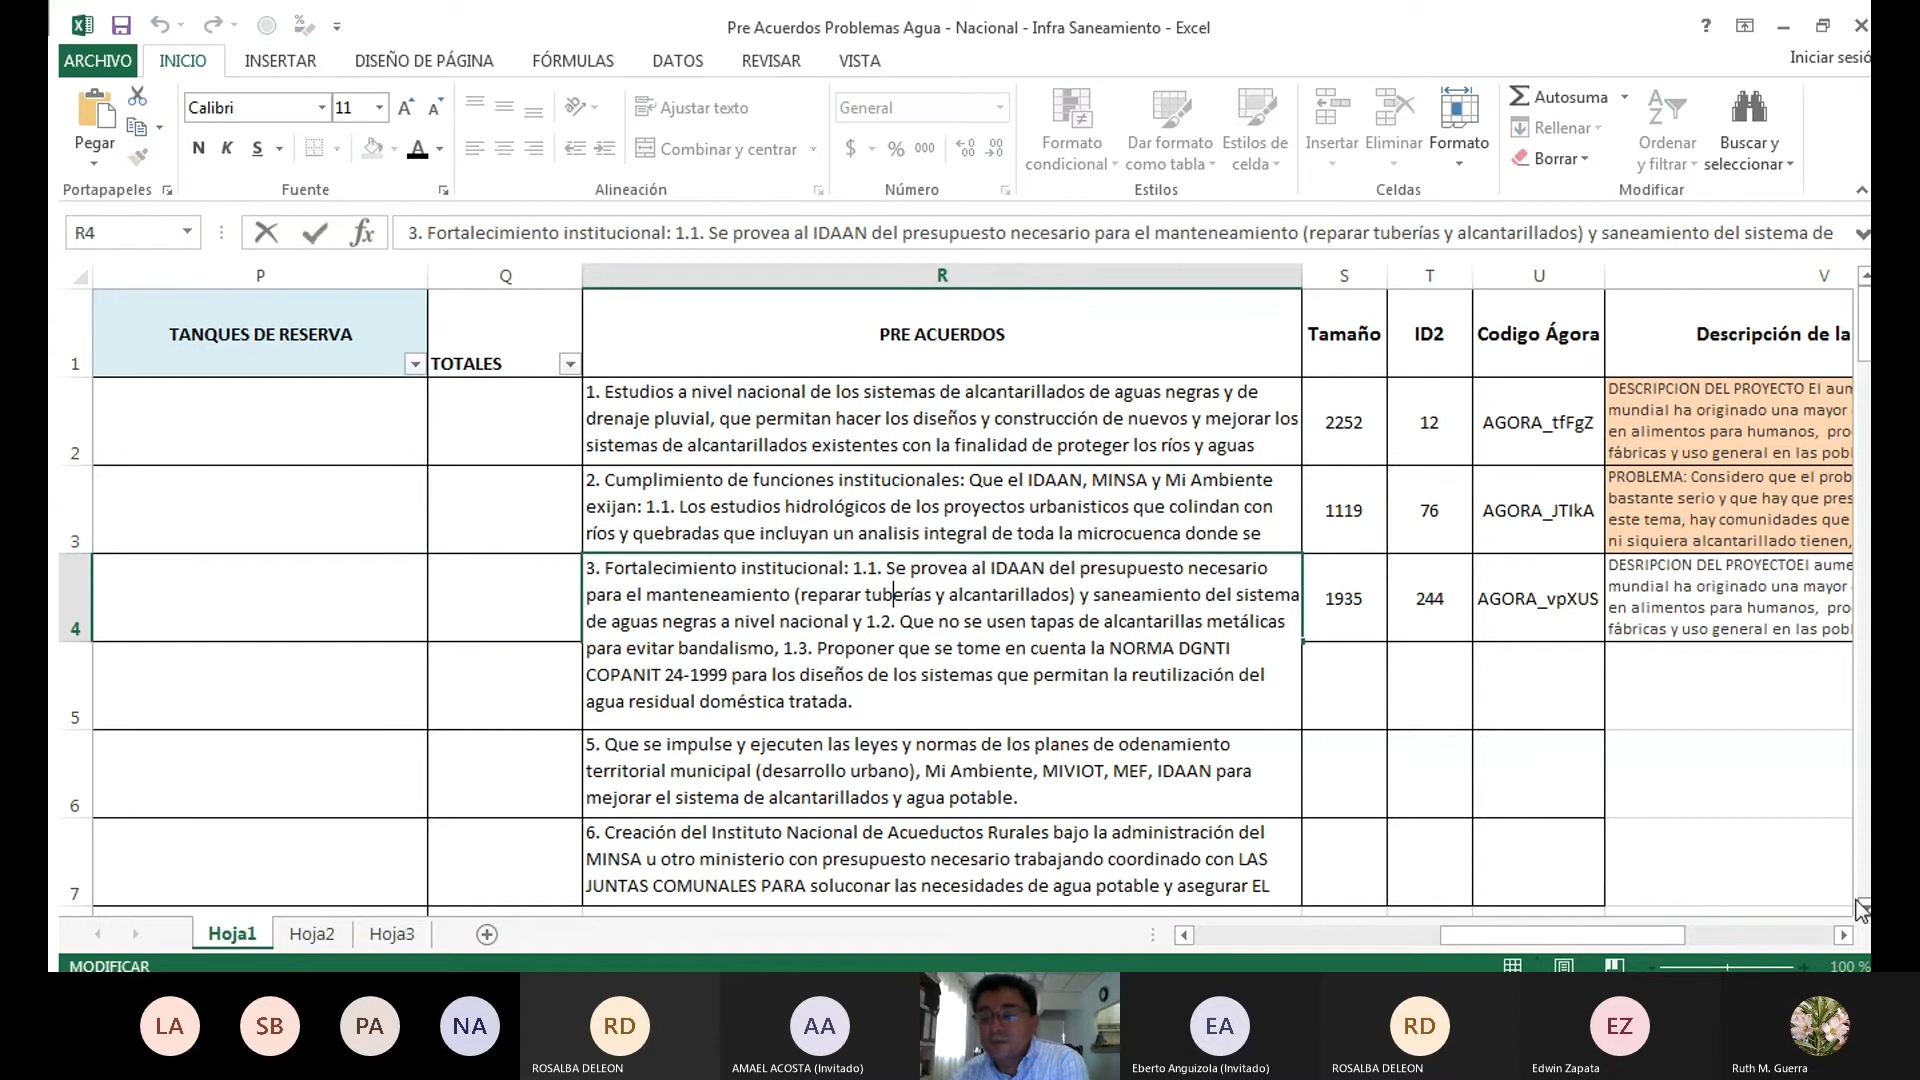 Pre Acuerdos Problemas Agua - Nacional - Infra Saneamiento - Excel
ARCHIVO INICIO INSERTAR DISEÑO DE PÁGINA FÓRMULAS DATOS REVISAR VISTA Iniciar sesió
Pegar
Portapapeles
Calibri 11
N K S
Fuente
Ajustar texto
Combinar y centrar
Alineación
General
$ % 000
Número
Formato condicional
Dar formato como tabla
Estilos de celda
Estilos
Insertar Eliminar Formato
Celdas
Autosuma
Rellenar
Borrar
Ordenar y filtrar
Buscar y seleccionar
Modificar
R4
3. Fortalecimiento institucional: 1.1. Se provea al IDAAN del presupuesto necesario para el manteneamiento (reparar tuberías y alcantarillados) y saneamiento del sistema de
P Q R S T U V
1
TANQUES DE RESERVA
TOTALES
PRE ACUERDOS
Tamaño
ID2
Codigo Ágora
Descripción de la
2
1. Estudios a nivel nacional de los sistemas de alcantarillados de aguas negras y de
drenaje pluvial, que permitan hacer los diseños y construcción de nuevos y mejorar los
sistemas de alcantarillados existentes con la finalidad de proteger los ríos y aguas
2252
12
AGORA_tfFgZ
DESCRIPCION DEL PROYECTO El aum
mundial ha originado una mayor
en alimentos para humanos, pro
fábricas y uso general en las pobl
3
2. Cumplimiento de funciones institucionales: Que el IDAAN, MINSA y Mi Ambiente
exijan: 1.1. Los estudios hidrológicos de los proyectos urbanisticos que colindan con
ríos y quebradas que incluyan un analisis integral de toda la microcuenca donde se
1119
76
AGORA_JTIkA
PROBLEMA: Considero que el prob
bastante serio y que hay que pres
este tema, hay comunidades que
ni siquiera alcantarillado tienen,
4
3. Fortalecimiento institucional: 1.1. Se provea al IDAAN del presupuesto necesario
para el manteneamiento (reparar tuberías y alcantarillados) y saneamiento del sistema
de aguas negras a nivel nacional y 1.2. Que no se usen tapas de alcantarillas metálicas
para evitar bandalismo, 1.3. Proponer que se tome en cuenta la NORMA DGNTI
COPANIT 24-1999 para los diseños de los sistemas que permitan la reutilización del
agua residual doméstica tratada.
1935
244
AGORA_vpXUS
DESRIPCION DEL PROYECTOEl aume
mundial ha originado una mayor
en alimentos para humanos, pro
fábricas y uso general en las pobl
5
6
5. Que se impulse y ejecuten las leyes y normas de los planes de odenamiento
territorial municipal (desarrollo urbano), Mi Ambiente, MIVIOT, MEF, IDAAN para
mejorar el sistema de alcantarillados y agua potable.
7
6. Creación del Instituto Nacional de Acueductos Rurales bajo la administración del
MINSA u otro ministerio con presupuesto necesario trabajando coordinado con LAS
JUNTAS COMUNALES PARA soluconar las necesidades de agua potable y asegurar EL
Hoja1 Hoja2 Hoja3
MODIFICAR
100 %
LA SB PA NA RD AA EA RD EZ
ROSALBA DELEON
AMAEL ACOSTA (Invitado)
Eberto Anguizola (Invitado)
ROSALBA DELEON
Edwin Zapata
Ruth M. Guerra